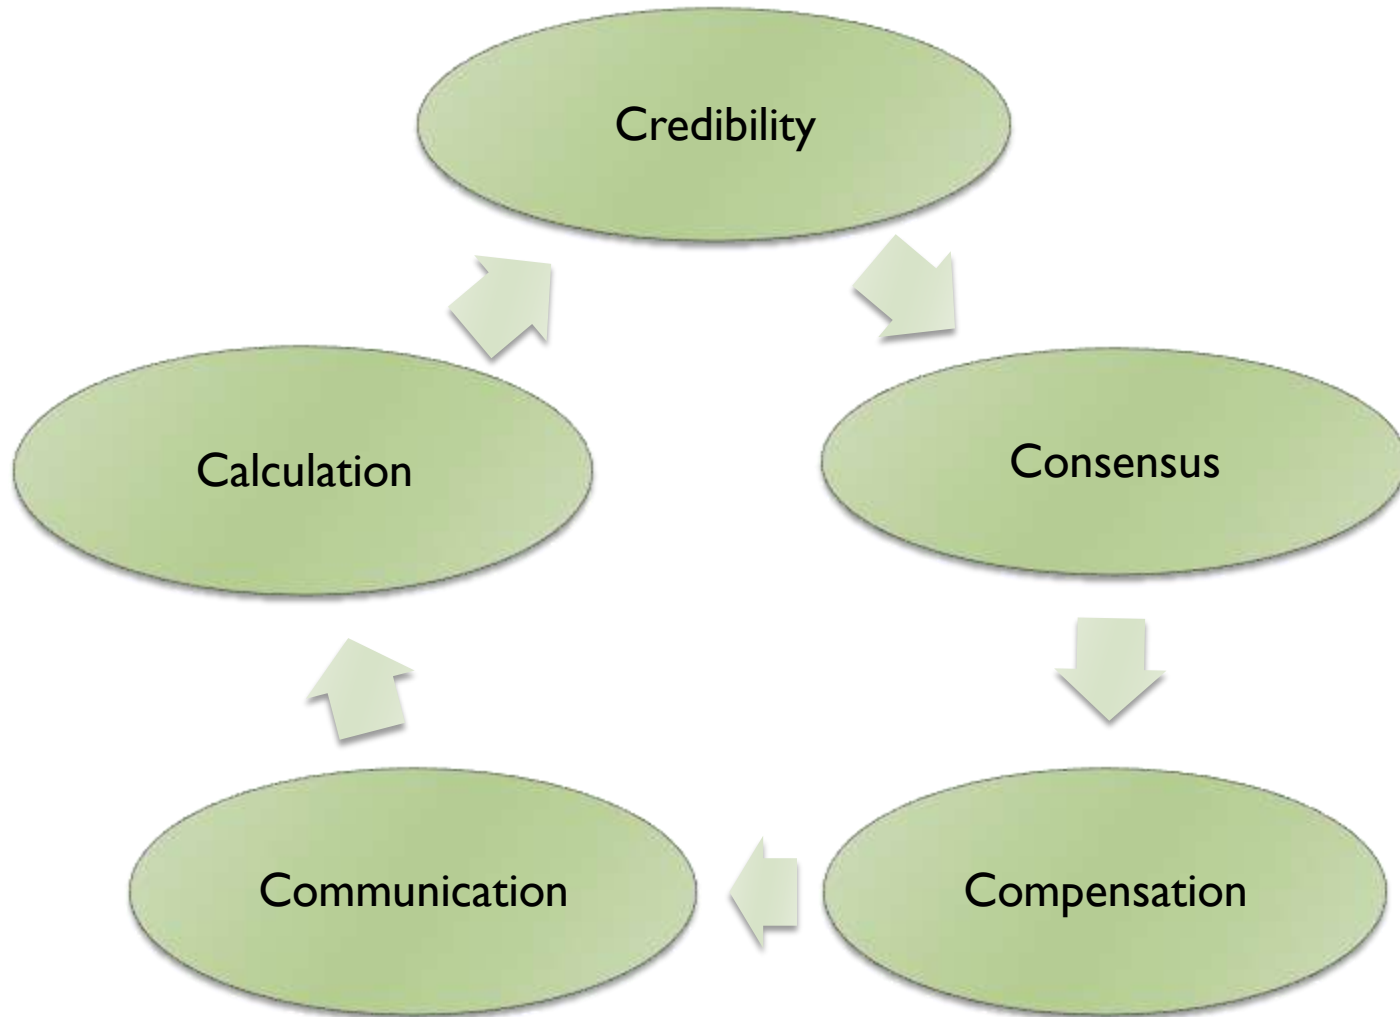 Credibility
Consensus
Compensation
Communication
Calculation